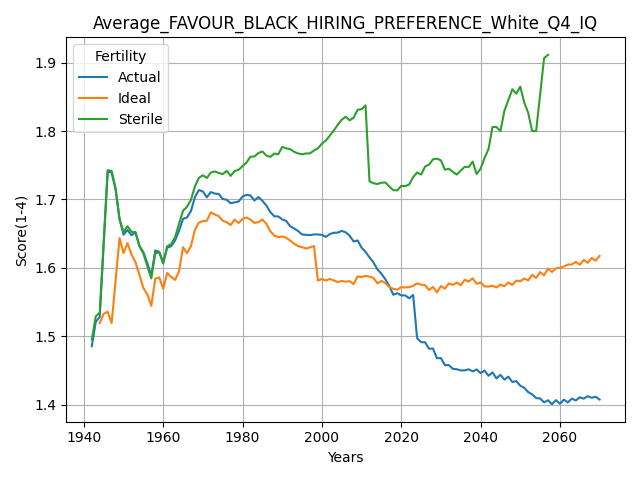 Average_FAVOUR_BLACK_HIRING_PREFERENCE_White_Q4_IQ
Fertility
Actual
Ideal
Sterile
Score(1-4)
1.9
1.8
1.7
1.6
1.5
1.4
1940 1960 1980 2000 2020 2040 2060
Years